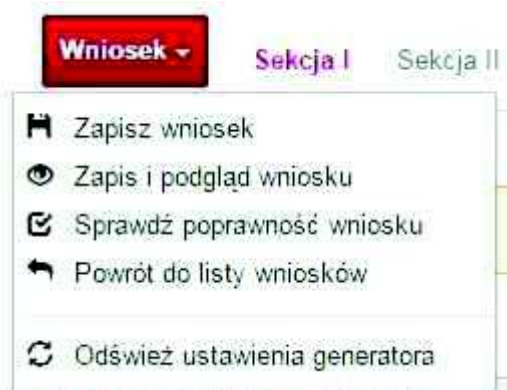 Wniosek Sekcja I Sekcja II
Zapisz wniosek
Zapis i podgląd wniosku
Sprawdź poprawność wniosku
Powrót do listy wniosków
Odśwież ustawienia generatora